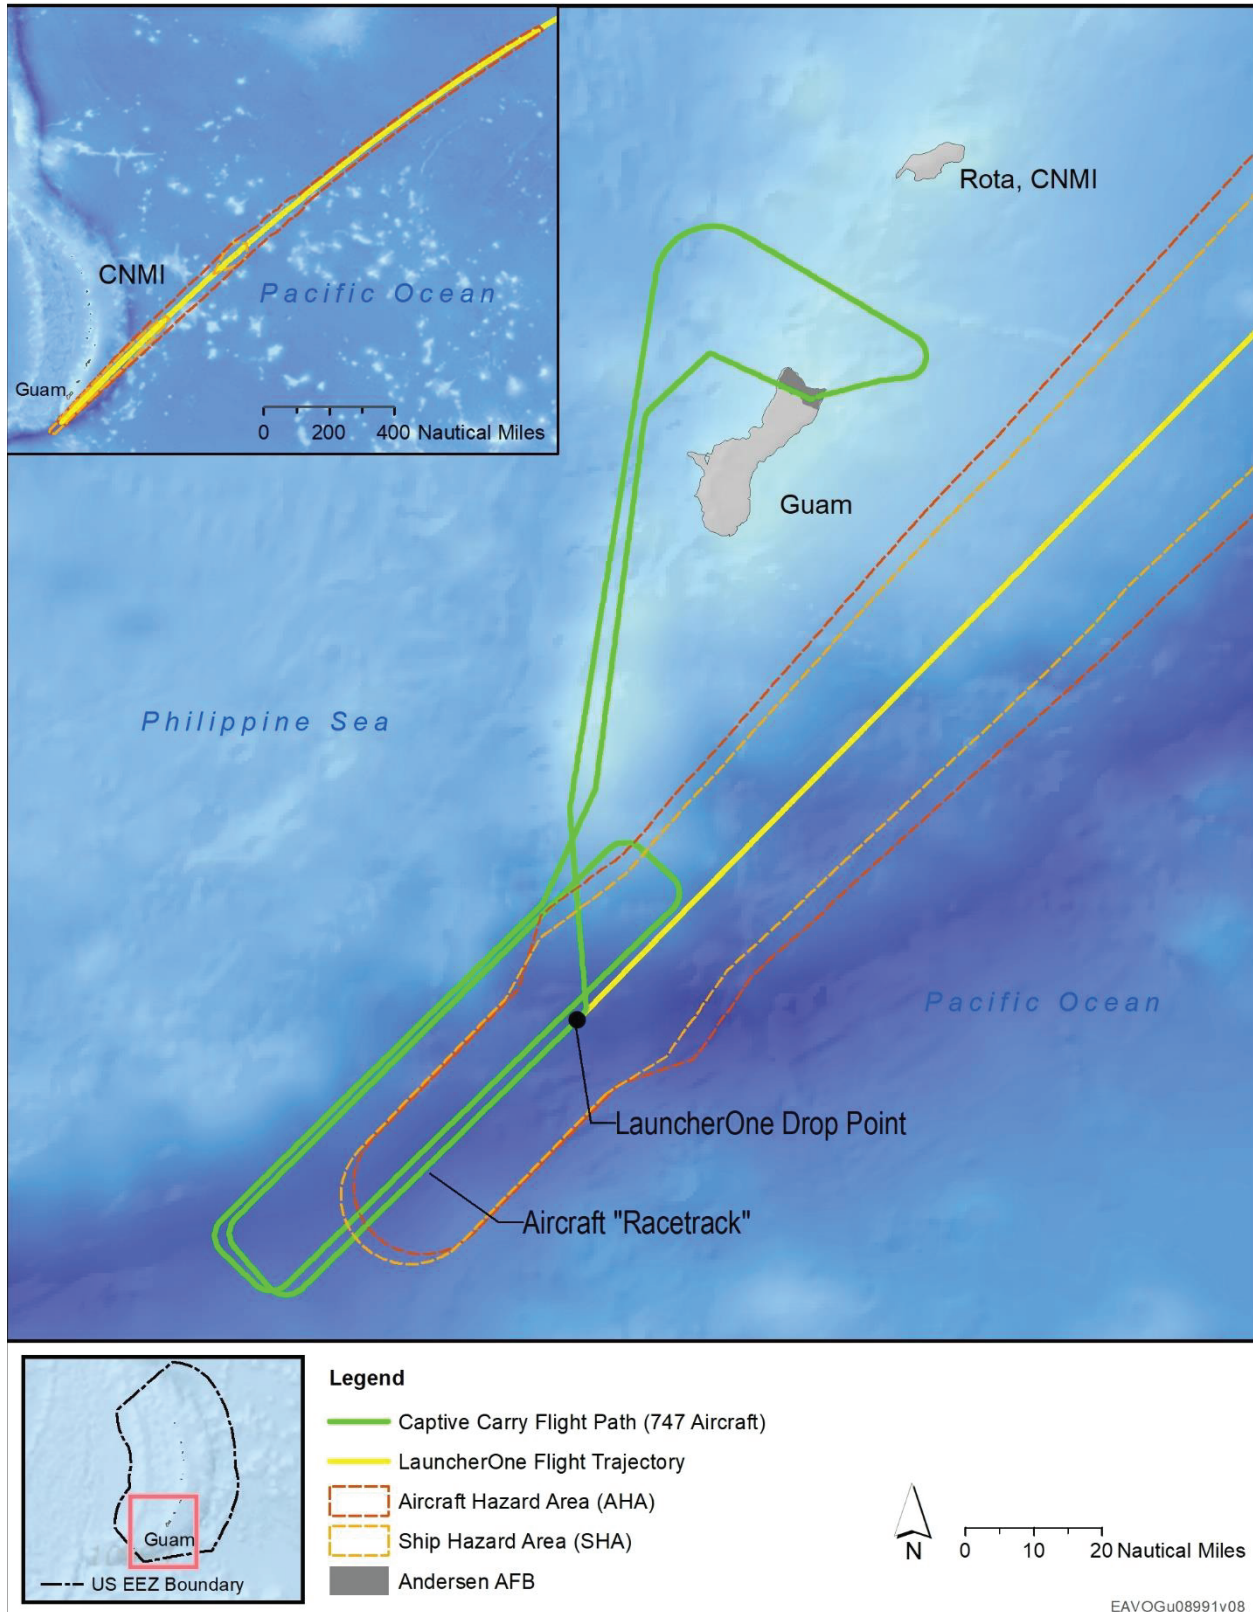 CNMI
Pacific Ocean
Guam
0 200 400 Nautical Miles
Rota, CNMI
Guam
Philippine Sea
Pacific Ocean
LauncherOne Drop Point
Aircraft "Racetrack"
Guam
US EEZ Boundary
Legend
Captive Carry Flight Path (747 Aircraft)
LauncherOne Flight Trajectory
Aircraft Hazard Area (AHA)
Ship Hazard Area (SHA)
Andersen AFB
N
0 10 20 Nautical Miles
EAVOGu08991v08